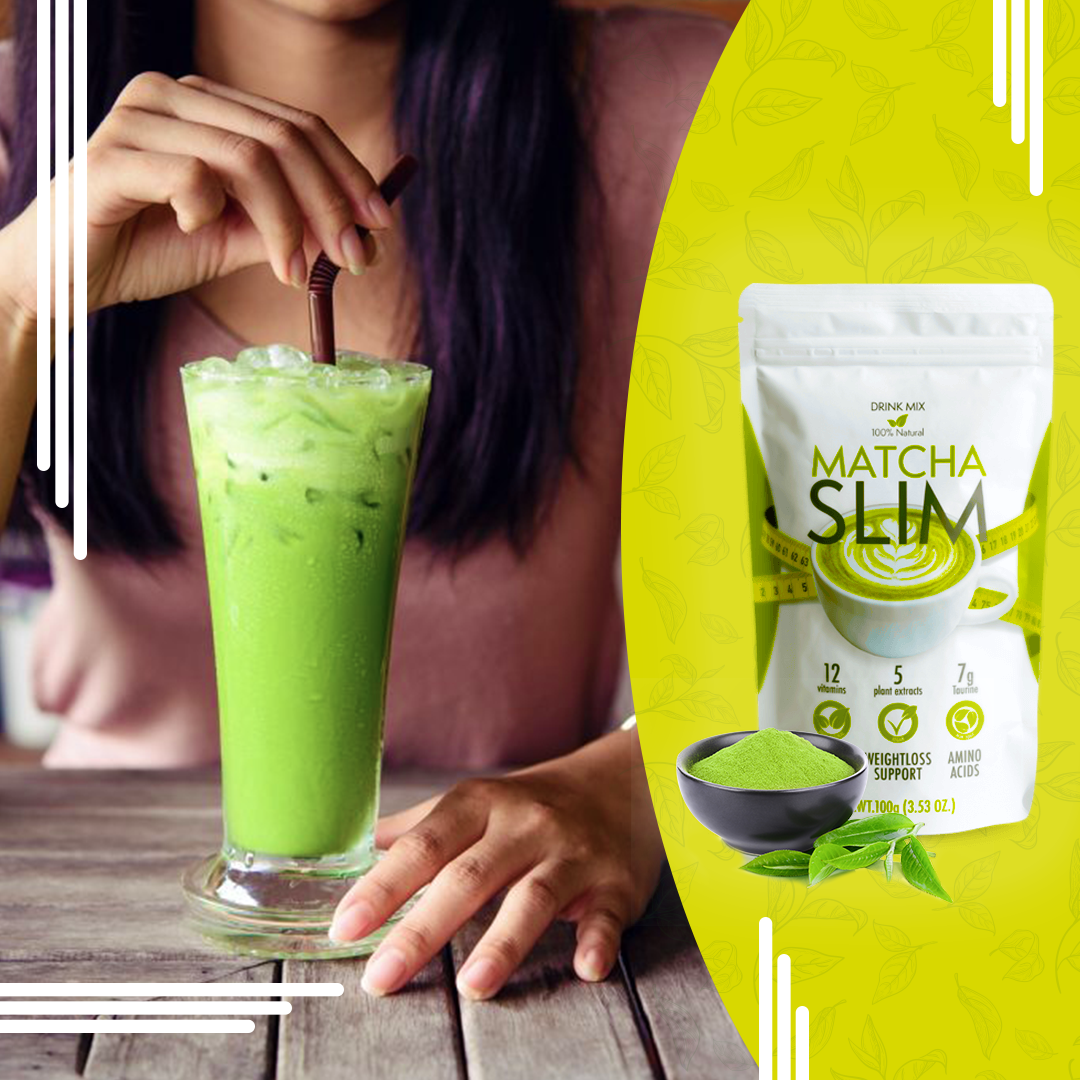 DRINK MIX
100% Natural
MATCHA
SLIM
12
vitamins
5
plant extracts
7g
Taurine
WEIGHTLOSS
SUPPORT
AMINO
ACIDS
WT.100g (3.53 OZ.)